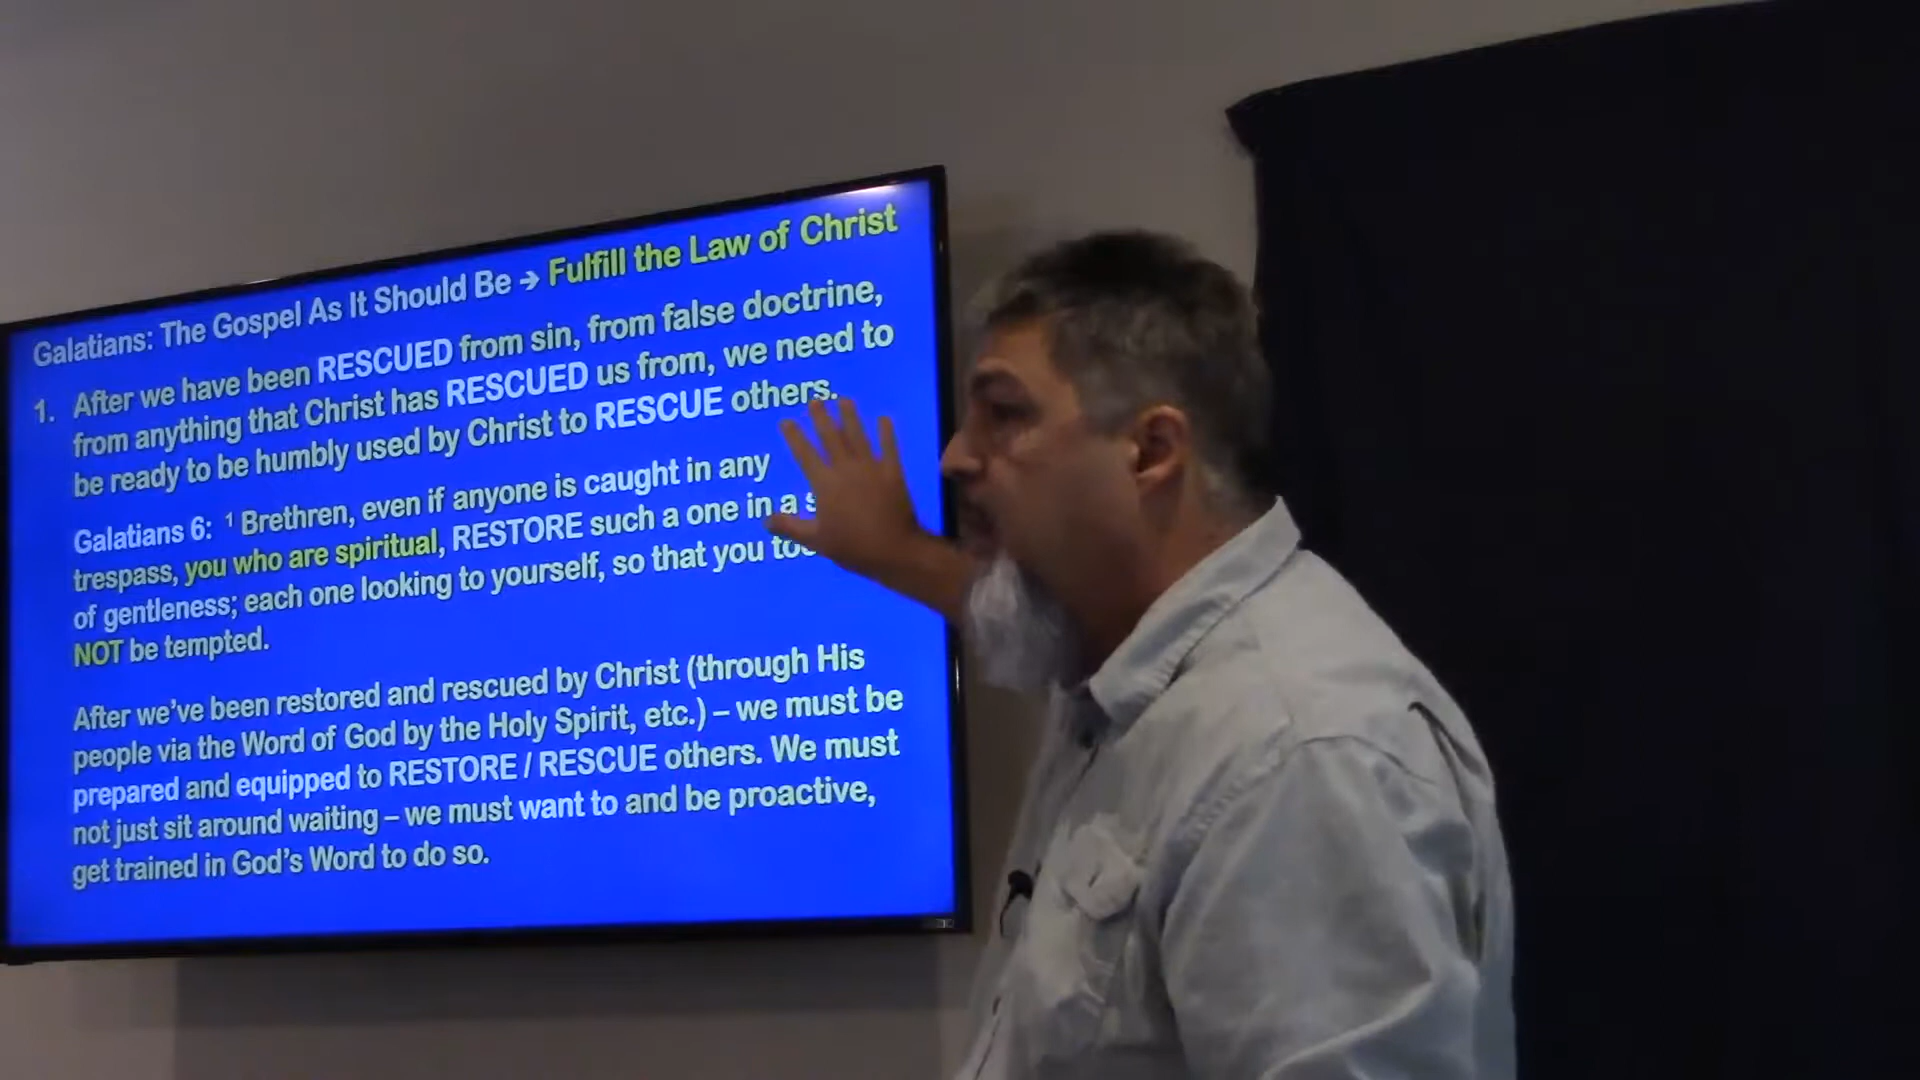 Galatians: The Gospel As It Should Be → Fulfill the Law of Christ
1. After we have been RESCUED from sin, from false doctrine,
from anything that Christ has RESCUED us from, we need to
be ready to be humbly used by Christ to RESCUE others.
Galatians 6: 1 Brethren, even if anyone is caught in any
trespass, you who are spiritual, RESTORE such a one in a
of gentleness; each one looking to yourself, so that you
NOT be tempted.
After we've been restored and rescued by Christ (through His
people via the Word of God by the Holy Spirit, etc.) – we must be
prepared and equipped to RESTORE / RESCUE others. We must
not just sit around waiting – we must want to and be proactive,
get trained in God's Word to do so.